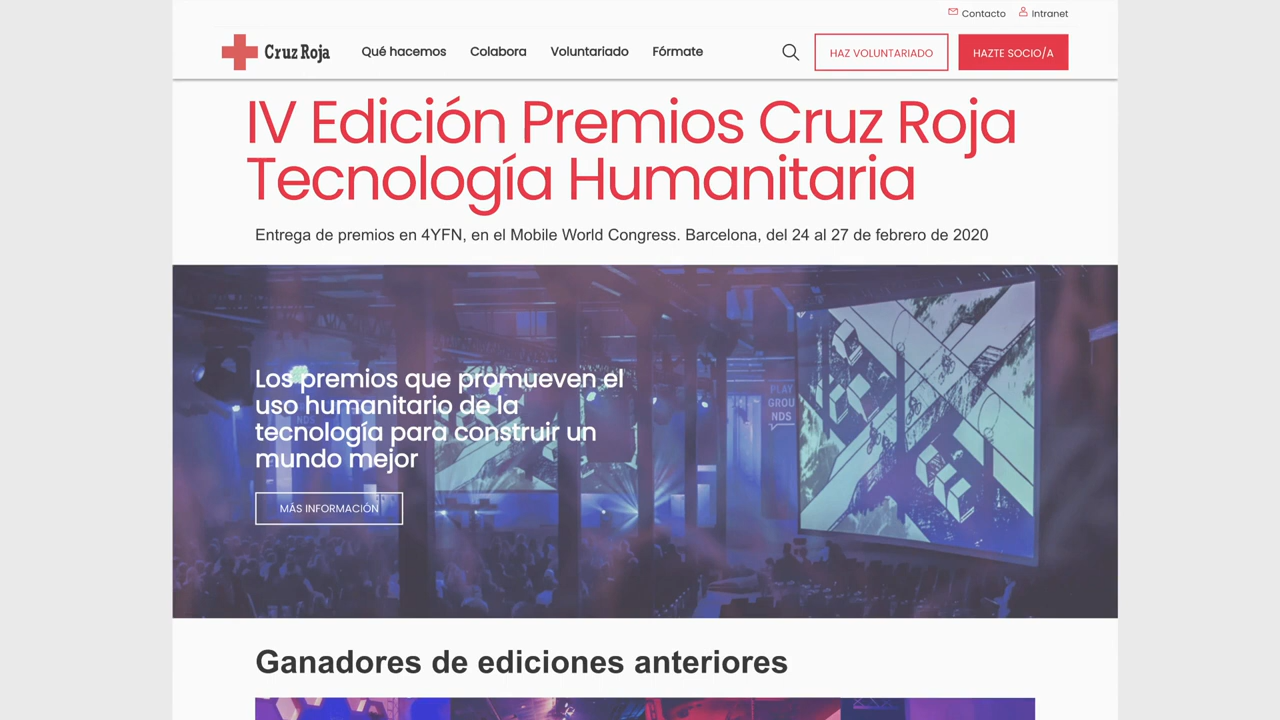 Contacto
Intranet
Cruz Roja
Qué hacemos
Colabora
Voluntariado
Fórmate
HAZ VOLUNTARIADO
HAZTE SOCIO/A
IV Edición Premios Cruz Roja
Tecnología Humanitaria
Entrega de premios en 4YFN, en el Mobile World Congress. Barcelona, del 24 al 27 de febrero de 2020
Los premios que promueven el
uso humanitario de la
tecnología para construir un
mundo mejor
MÁS INFORMACIÓN
PLAY
GROU
NDS
Ganadores de ediciones anteriores